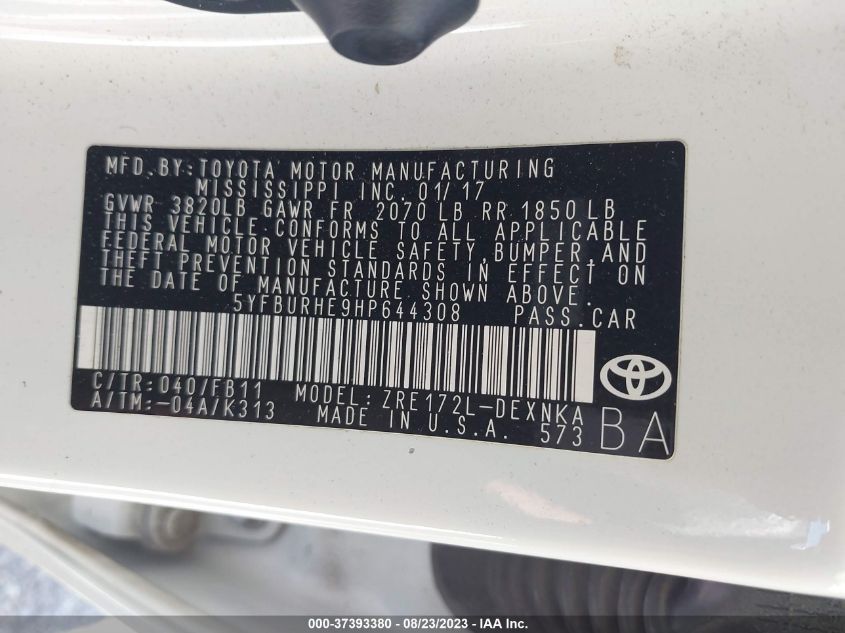 MFD.BY:TOYOTA MOTOR MANUFACTURING
MISSISSIPPI INC. 01/17
GVWR 3820LB GAWR FR 2070 LB RR 1850 LB
THIS VEHICLE CONFORMS TO ALL APPLICABLE
FEDERAL MOTOR VEHICLE SAFETY,BUMPER,AND
THEFT PREVENTION STANDARDS IN EFFECT ON
THE DATE OF MANUFACTURE SHOWN ABOVE.
5YFBURHE9HP644308 PASS.CAR
C/TR:040/FB11 MODEL:ZRE172L-DEXNKA
A/TM:-04A/K313 MADE IN U.S.A. 573
BA
000-37393380 - 08/23/2023 - IAA Inc.